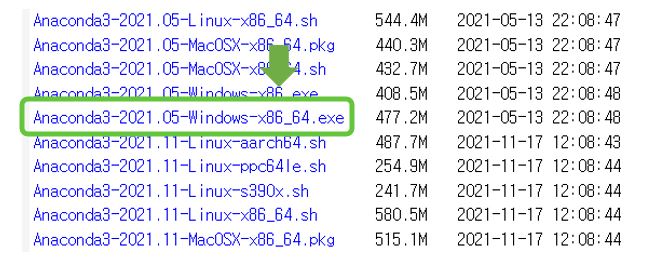 Anaconda3-2021.05-Linux-x86_64.sh 544.4M 2021-05-13 22:08:47
Anaconda3-2021.05-MacOSX-x86_64.pkg 440.3M 2021-05-13 22:08:47
Anaconda3-2021.05-MacOSX-x86_64.sh 432.7M 2021-05-13 22:08:47
Anaconda3-2021.05-Windows-x86.exe 408.5M 2021-05-13 22:08:48
Anaconda3-2021.05-Windows-x86_64.exe 477.2M 2021-05-13 22:08:48
Anaconda3-2021.11-Linux-aarch64.sh 487.7M 2021-11-17 12:08:43
Anaconda3-2021.11-Linux-ppc64le.sh 254.9M 2021-11-17 12:08:44
Anaconda3-2021.11-Linux-s390x.sh 241.7M 2021-11-17 12:08:44
Anaconda3-2021.11-Linux-x86_64.sh 580.5M 2021-11-17 12:08:44
Anaconda3-2021.11-MacOSX-x86_64.pkg 515.1M 2021-11-17 12:08:44